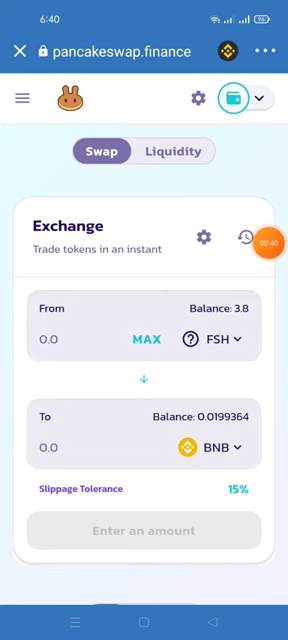 6:40
96
pancakeswap.finance
Swap Liquidity
Exchange
Trade tokens in an instant
00:40
From Balance: 3.8
0.0 MAX FSH
To Balance: 0.0199364
0.0 BNB
Slippage Tolerance 15%
Enter an amount